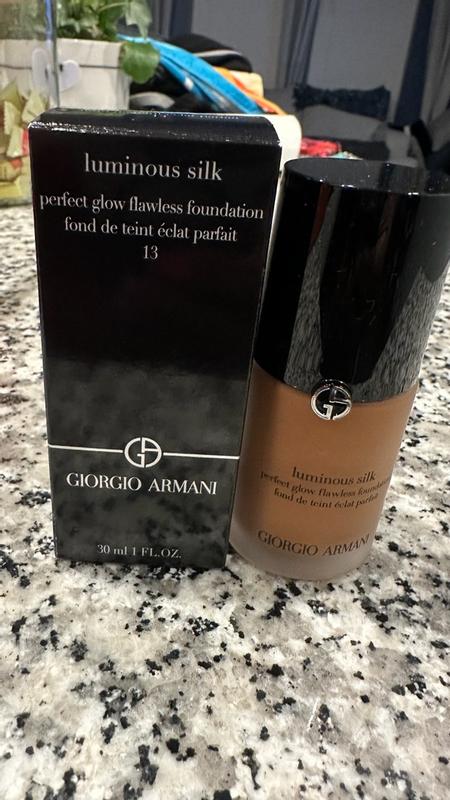 luminous silk
perfect glow flawless foundation
fond de teint éclat parfait
13
GIORGIO ARMANI
30 ml 1 FL.OZ.
luminous silk
perfect glow flawless foundation
fond de teint éclat parfait
GIORGIO ARMANI